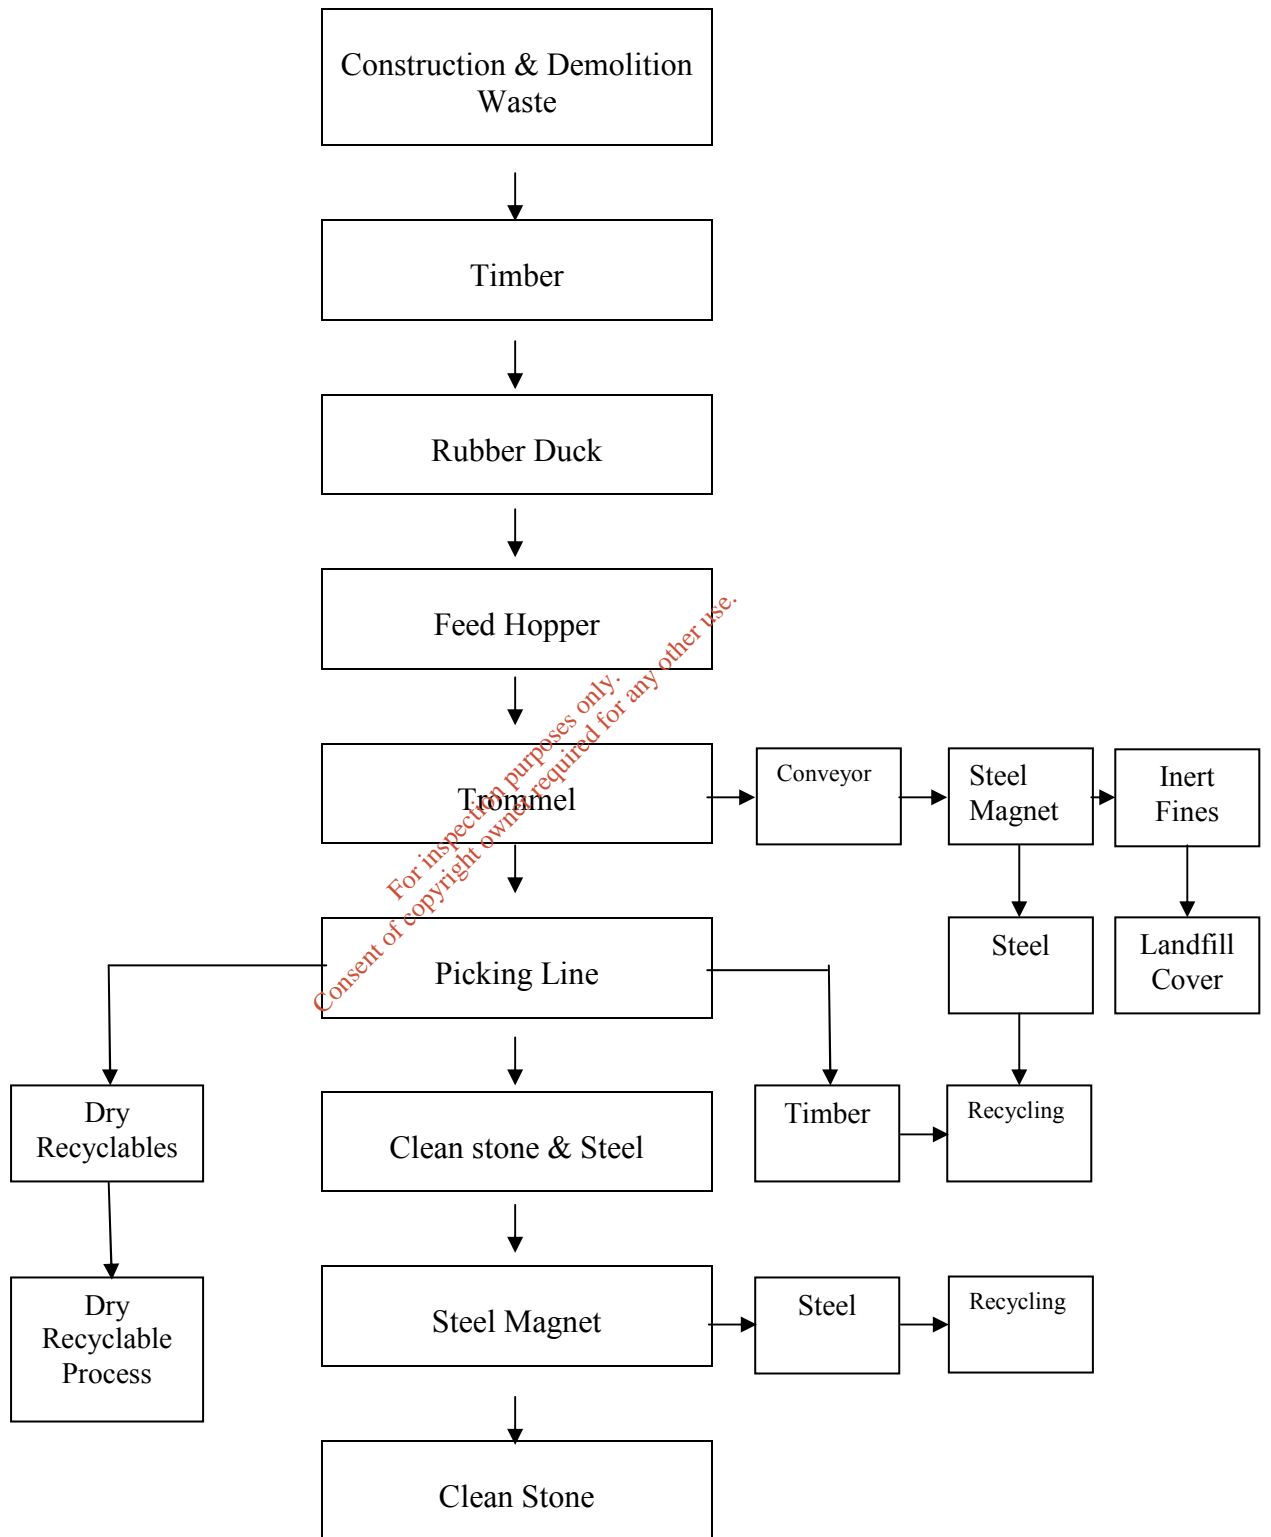 Construction & Demolition
Waste
Timber
Rubber Duck
Feed Hopper
Trommel
Conveyor
Steel
Magnet
Inert
Fines
For inspection purposes only.
Consent of copyright owner required for any other use.
Picking Line
Steel
Landfill
Cover
Dry
Recyclables
Clean stone & Steel
Timber
Recycling
Dry
Recyclable
Process
Steel Magnet
Steel
Recycling
Clean Stone